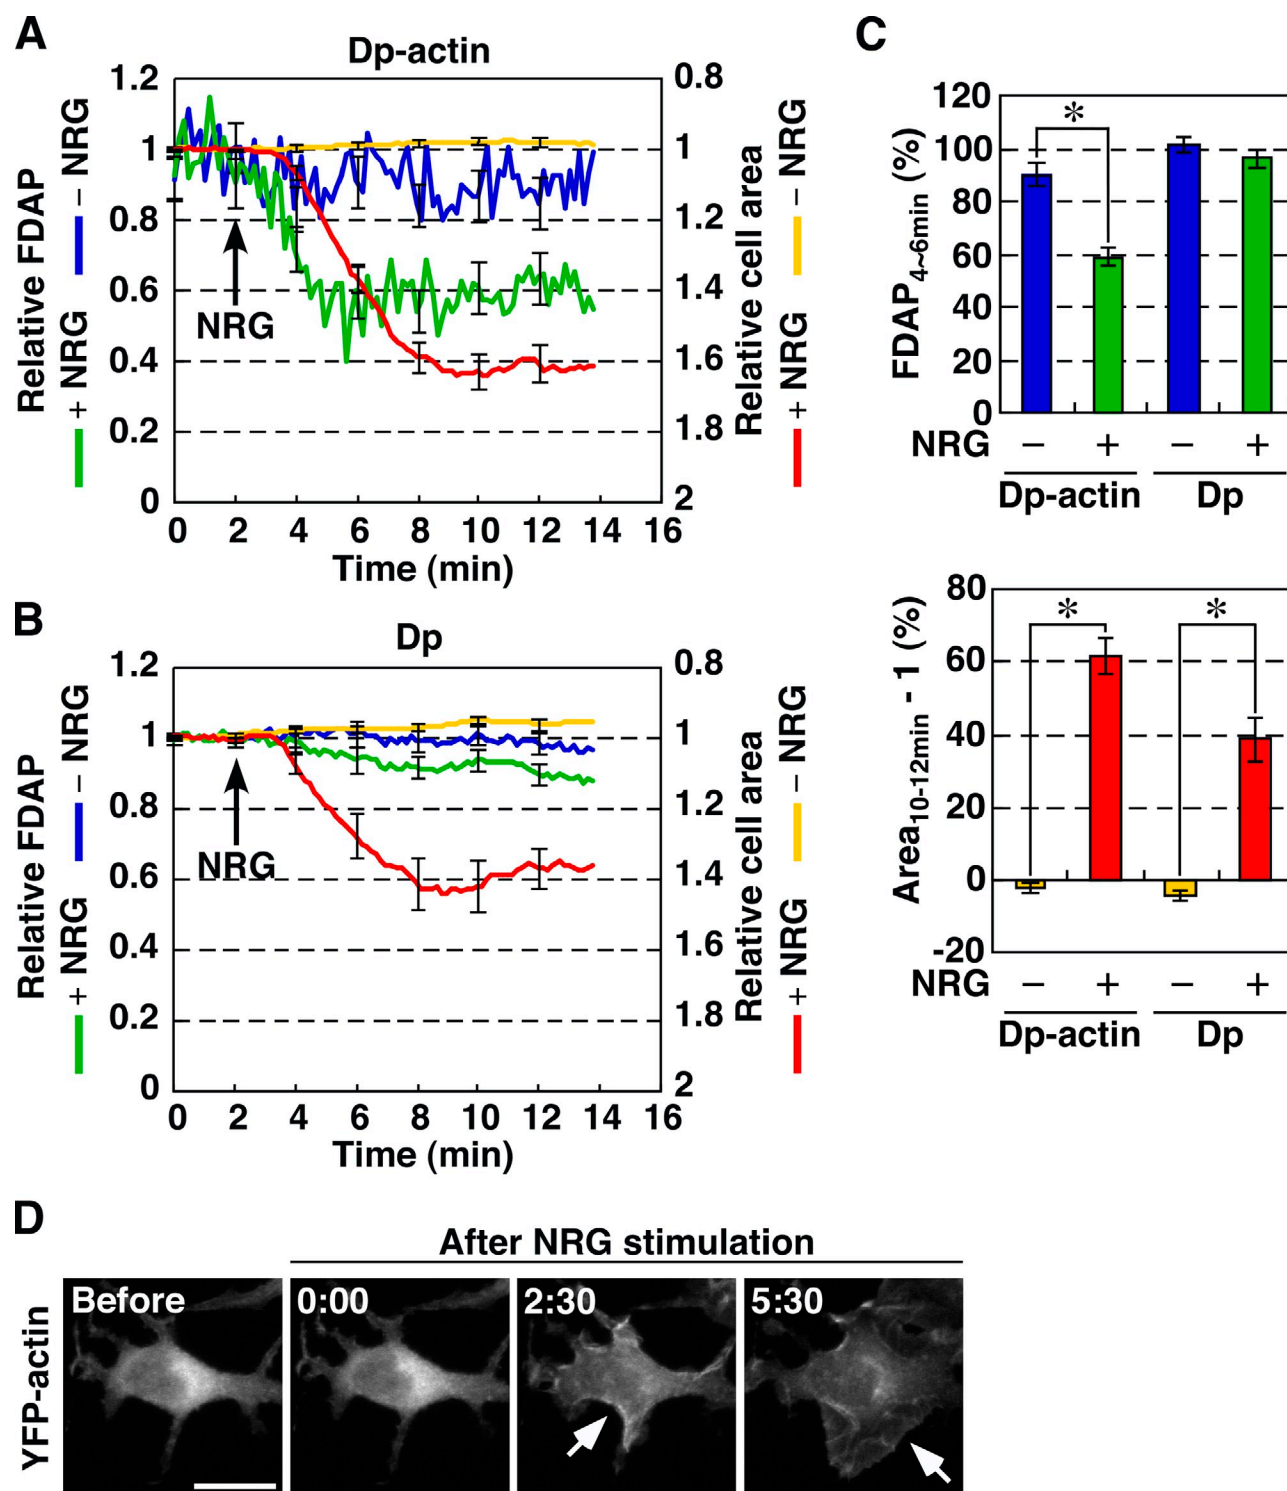 A
Dp-actin
Relative FDAP
+ NRG
– NRG
1.2
1
0.8
0.6
0.4
0.2
0
0.8
1
1.2
1.4
1.6
1.8
2
Relative cell area
+ NRG
– NRG
NRG
0 2 4 6 8 10 12 14 16
Time (min)
B
Dp
Relative FDAP
+ NRG
– NRG
1.2
1
0.8
0.6
0.4
0.2
0
0.8
1
1.2
1.4
1.6
1.8
2
Relative cell area
+ NRG
– NRG
NRG
0 2 4 6 8 10 12 14 16
Time (min)
C
FDAP4~6min (%)
120
100
80
60
40
20
0
*
NRG – + – +
Dp-actin Dp
Area10-12min - 1 (%)
80
60
40
20
0
-20
* *
NRG – + – +
Dp-actin Dp
D
After NRG stimulation
YFP-actin
Before 0:00 2:30 5:30